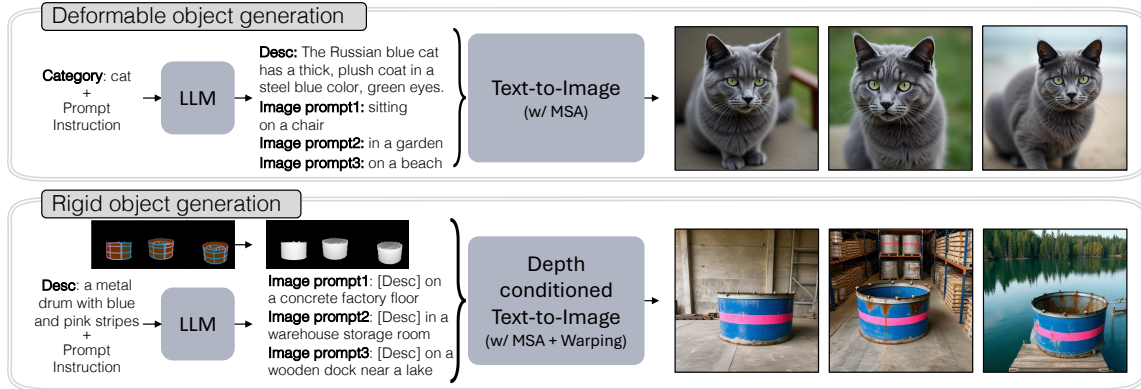 Deformable object generation
Category: cat
+
Prompt
Instruction
LLM
Desc: The Russian blue cat
has a thick, plush coat in a
steel blue color, green eyes.
Image prompt1: sitting
on a chair
Image prompt2: in a garden
Image prompt3: on a beach
Text-to-Image
(w/ MSA)
Rigid object generation
Desc: a metal
drum with blue
and pink stripes
+
Prompt
Instruction
LLM
Image prompt1: [Desc] on
a concrete factory floor
Image prompt2: [Desc] in a
warehouse storage room
Image prompt3: [Desc] on a
wooden dock near a lake
Depth
conditioned
Text-to-Image
(w/ MSA + Warping)